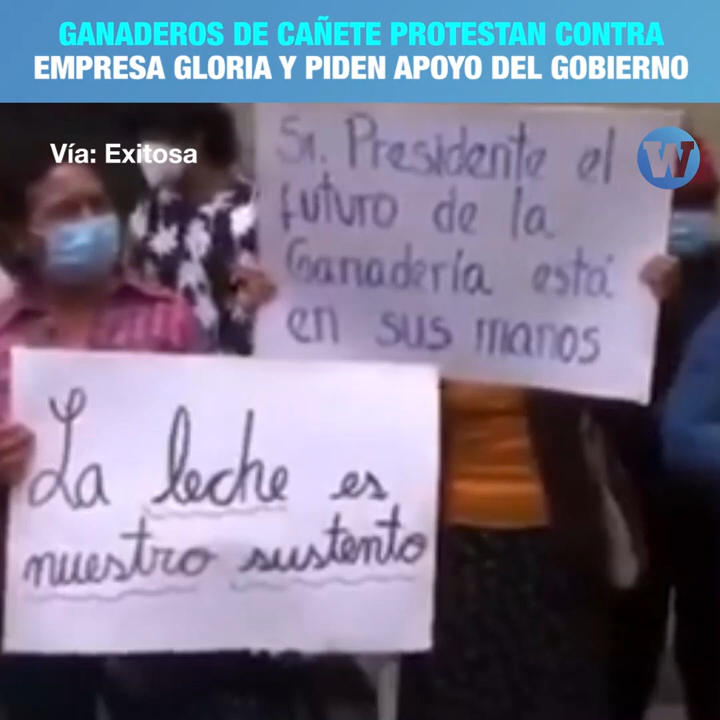 GANADEROS DE CAÑETE PROTESTAN CONTRA
EMPRESA GLORIA Y PIDEN APOYO DEL GOBIERNO
Vía: Exitosa
W
Sr. Presidente el
futuro de la
Ganadería está
en sus manos
La leche es
nuestro sustento